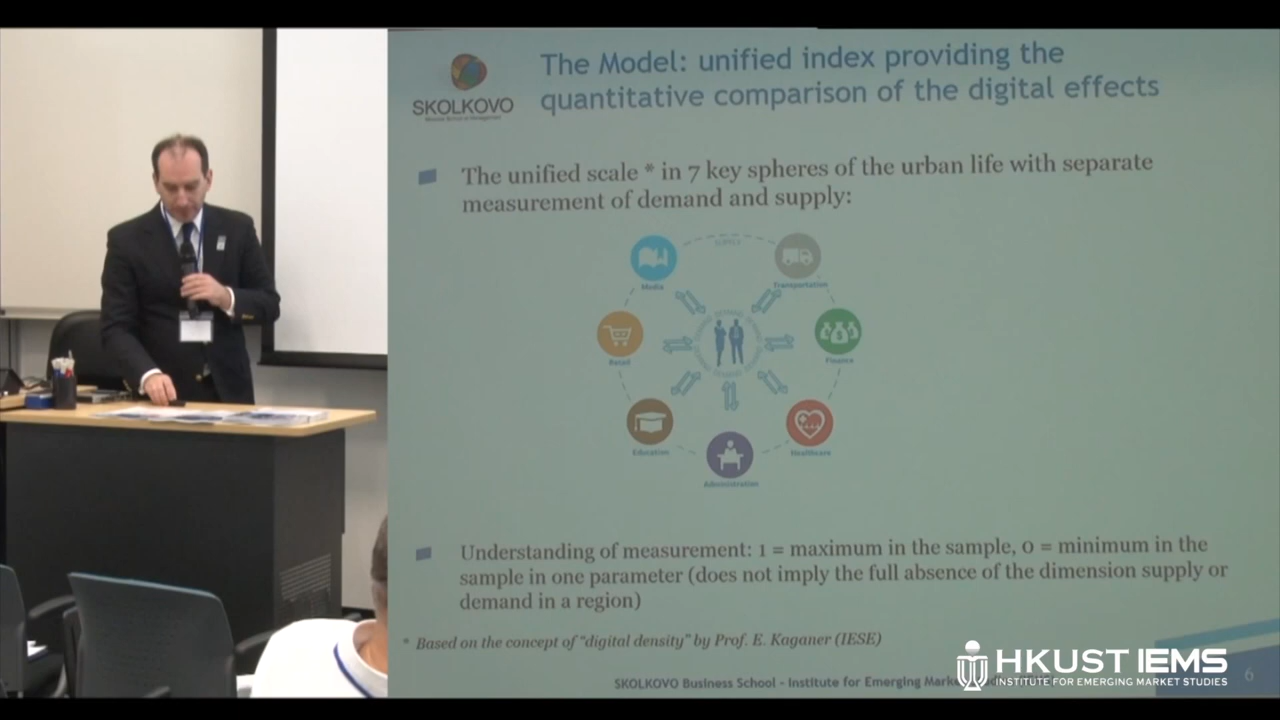 SKOLKOVO
The Model: unified index providing the
quantitative comparison of the digital effects
The unified scale * in 7 key spheres of the urban life with separate
measurement of demand and supply:
SUPPLY
Media
Transportation
Retail
Finance
Education
Healthcare
Administration
Understanding of measurement: 1 = maximum in the sample, 0 = minimum in the
sample in one parameter (does not imply the full absence of the dimension supply or
demand in a region)
* Based on the concept of “digital density” by Prof. E. Kaganer (IESE)
SKOLKOVO Business School - Institute for Emerging
HKUST IEMS
INSTITUTE FOR EMERGING MARKET STUDIES
6